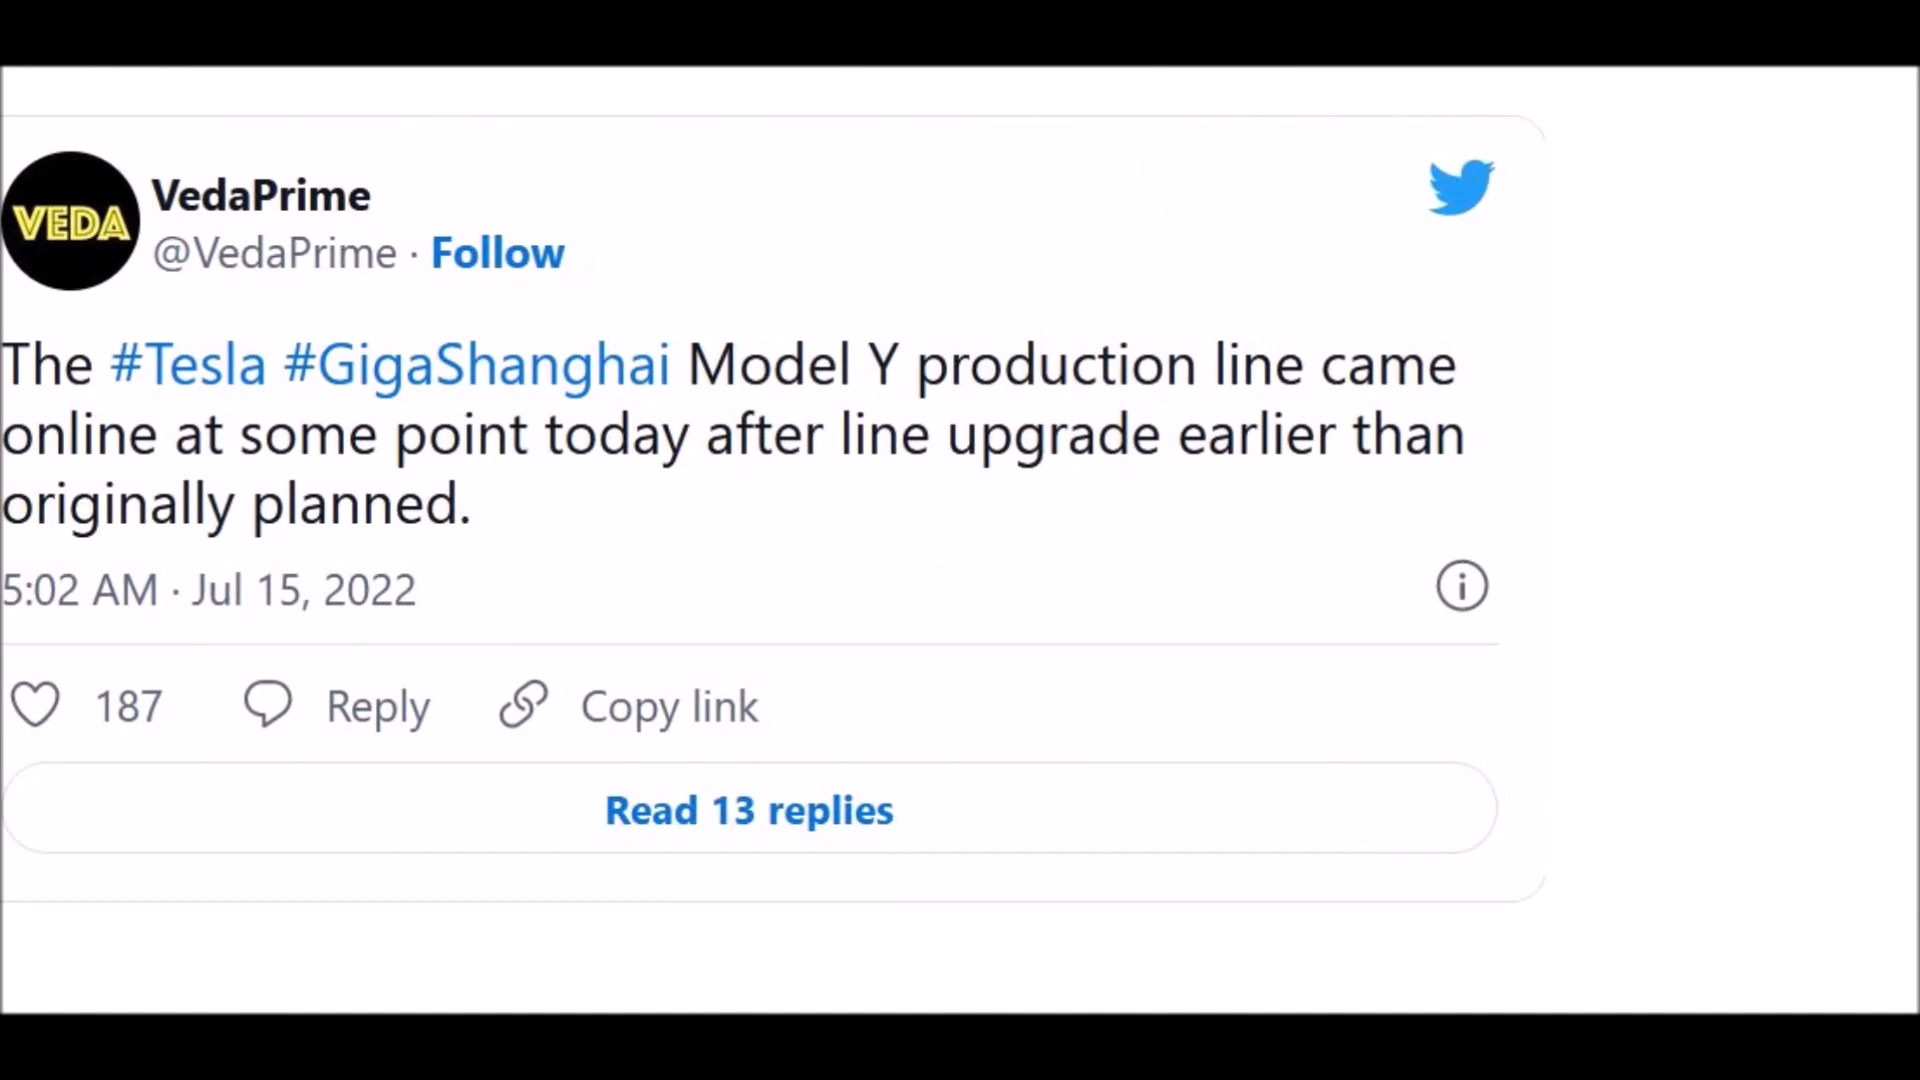 VEDA
VedaPrime
@VedaPrime · Follow
The #Tesla #GigaShanghai Model Y production line came
online at some point today after line upgrade earlier than
originally planned.
5:02 AM · Jul 15, 2022
187 Reply Copy link
Read 13 replies